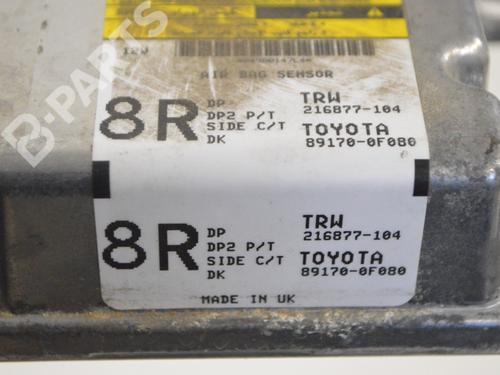 B-PARTS
12V
AIR BAG SENSOR
8R DP TRW
DP2 P/T 216877-104
SIDE C/T TOYOTA
DK 89170-0F080
8R DP TRW
DP2 P/T 216877-104
SIDE C/T TOYOTA
DK 89170-0F080
MADE IN UK